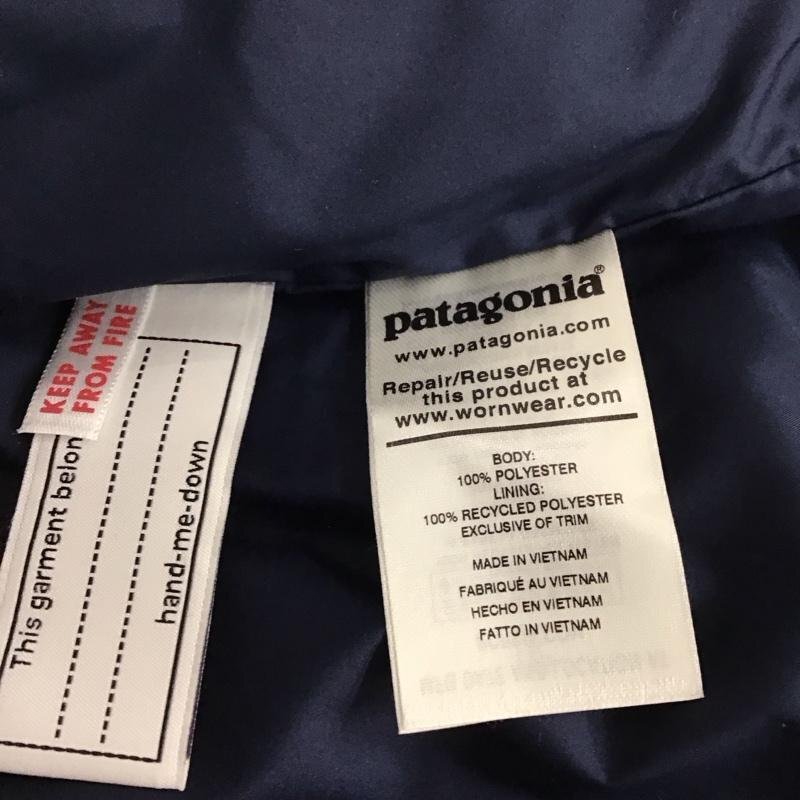 KEEP AWAY
FROM FIRE
This garment belon
hand-me-down
patagonia®
www.patagonia.com
Repair/Reuse/Recycle
this product at
www.wornwear.com
BODY:
100% POLYESTER
LINING:
100% RECYCLED POLYESTER
EXCLUSIVE OF TRIM
MADE IN VIETNAM
FABRIQUÉ AU VIETNAM
HECHO EN VIETNAM
FATTO IN VIETNAM